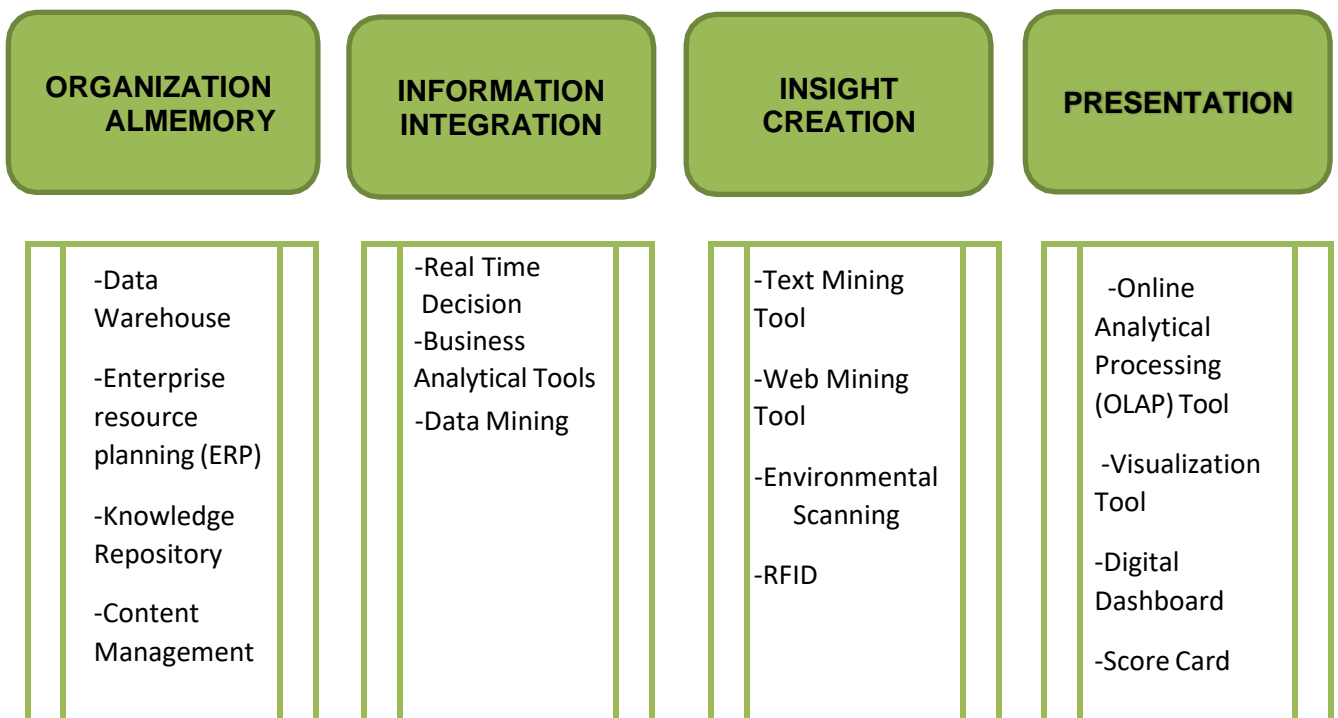 ORGANIZATION
ALMEMORY
INFORMATION
INTEGRATION
INSIGHT
CREATION
PRESENTATION
-Data
Warehouse
-Enterprise
resource
planning (ERP)
-Knowledge
Repository
-Content
Management
-Real Time
Decision
-Business
Analytical Tools
-Data Mining
-Text Mining
Tool
-Web Mining
Tool
-Environmental
Scanning
-RFID
-Online
Analytical
Processing
(OLAP) Tool
-Visualization
Tool
-Digital
Dashboard
-Score Card